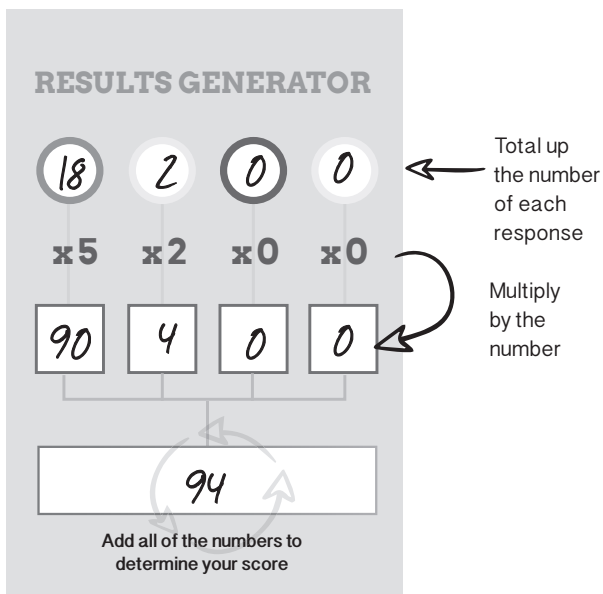 RESULTS GENERATOR
18 2 0 0
Total up
the number
of each
response
x5 x2 x0 x0
Multiply
by the
number
90 4 0 0
94
Add all of the numbers to
determine your score